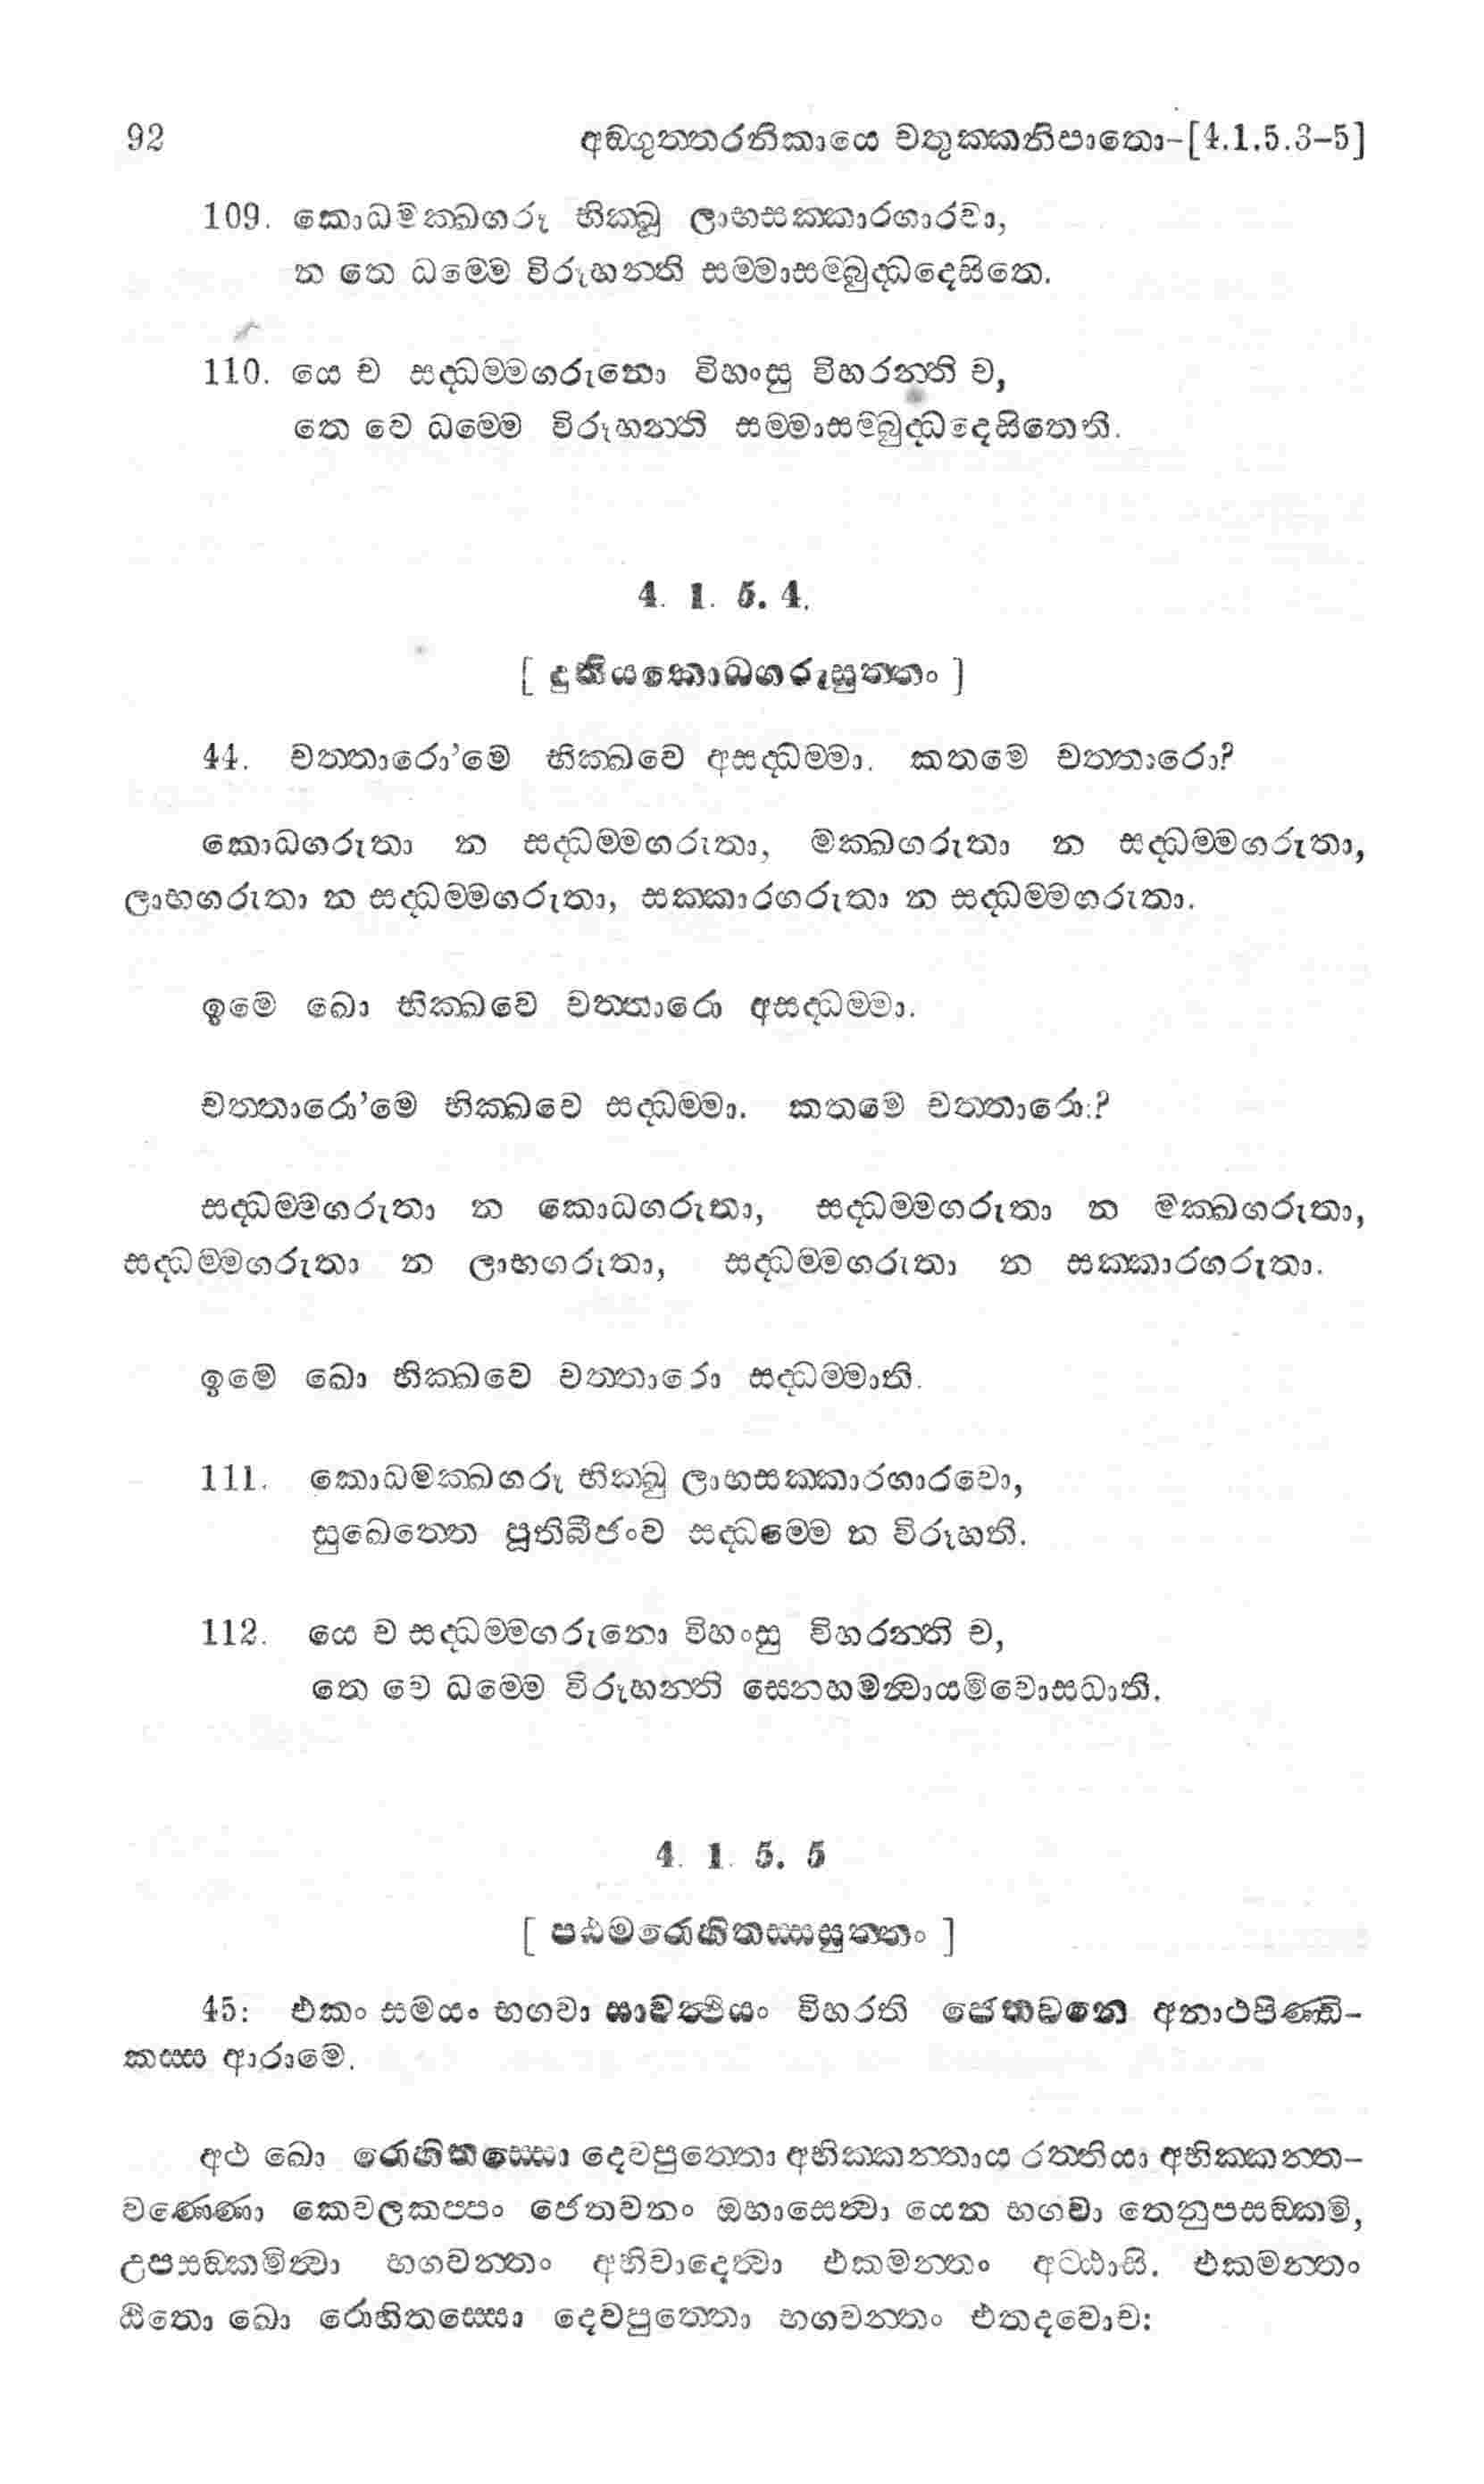 92 අඞගුත‍්තරනිකායෙ චතුක‍්කනිපාතො-[4.1.5.3-5]
109. කොධමක‍්ඛගරූ භික‍්ඛූ ලාභසක‍්කාරගාරවා,
න තෙ ධම‍්මෙ විරූහන‍්ති සම‍්මාසම‍්බුද‍්ධදෙසිතෙ.
110. යෙ ච සද‍්ධම‍්මගරුනො විහංසු විහරන‍්ති ච,
තෙ වෙ ධම‍්මෙ විරූහන‍්ති සම‍්මාසම‍්බුද‍්ධදෙසිතෙති.
4. 1. 5. 4.
[ දුතියකොධගරුසුත‍්තං ]
44. චත‍්තාරො’මෙ භික‍්ඛවෙ අසද‍්ධම‍්මා. කතමෙ චත‍්තාරො?
කොධගරුතා න සද‍්ධම‍්මගරුතා, මක‍්ඛගරුතා න සද‍්ධම‍්මගරුතා,
ලාභගරුතා න සද‍්ධම‍්මගරුතා, සක‍්කාරගරුතා න සද‍්ධම‍්මගරුතා.
ඉමෙ ඛො භික‍්ඛවෙ චත‍්තාරො අසද‍්ධම‍්මා.
චත‍්තාරො’මෙ භික‍්ඛවෙ සද‍්ධම‍්මා. කතමෙ චත‍්තාරො?
සද‍්ධම‍්මගරුතා න කොධගරුතා, සද‍්ධම‍්මගරුතා න මක‍්ඛගරුතා,
සද‍්ධම‍්මගරුතා න ලාභගරුතා, සද‍්ධම‍්මගරුතා න සක‍්කාරගරුතා.
ඉමෙ ඛො භික‍්ඛවෙ චත‍්තාරො සද‍්ධම‍්මාති.
111. කොධමක‍්ඛගරූ භික‍්ඛු ලාභසක‍්කාරගාරවො,
සුඛෙත‍්තෙ පූතිබීජංව සද‍්ධම‍්මෙ න විරූහති.
112. යෙ ච සද‍්ධම‍්මගරුනො විහංසු විහරන‍්ති ච,
තෙ වෙ ධම‍්මෙ විරූහන‍්ති සෙනහමන‍්වායමිවොසධාති.
4. 1. 5. 5
[ පඨමරොහිතස‍්සසුත‍්තං ]
45: එකං සමයං භගවා සාවත්‍ථියං විහරති ජෙතවනෙ අනාථපිණ‍්ඩි-
කස‍්ස ආරාමෙ.
අථ ඛො රොහිතස‍්සො දෙවපුත‍්තො අභික‍්කන‍්තාය රත‍්තියා අභික‍්කන‍්ත-
වණ‍්ණො කෙවලකප‍්පං ජෙතවනං ඔභාසෙත්‍වා යෙන භගවා තෙනුපසඞ‍්කමි,
උපසඞ‍්කමිත්‍වා භගවන‍්තං අභිවාදෙත්‍වා එකමන‍්තං අට‍්ඨාසි. එකමන‍්තං
ඨිතො ඛො රොහිතස‍්සො දෙවපුත‍්තො භගවන‍්තං එතදවොච: